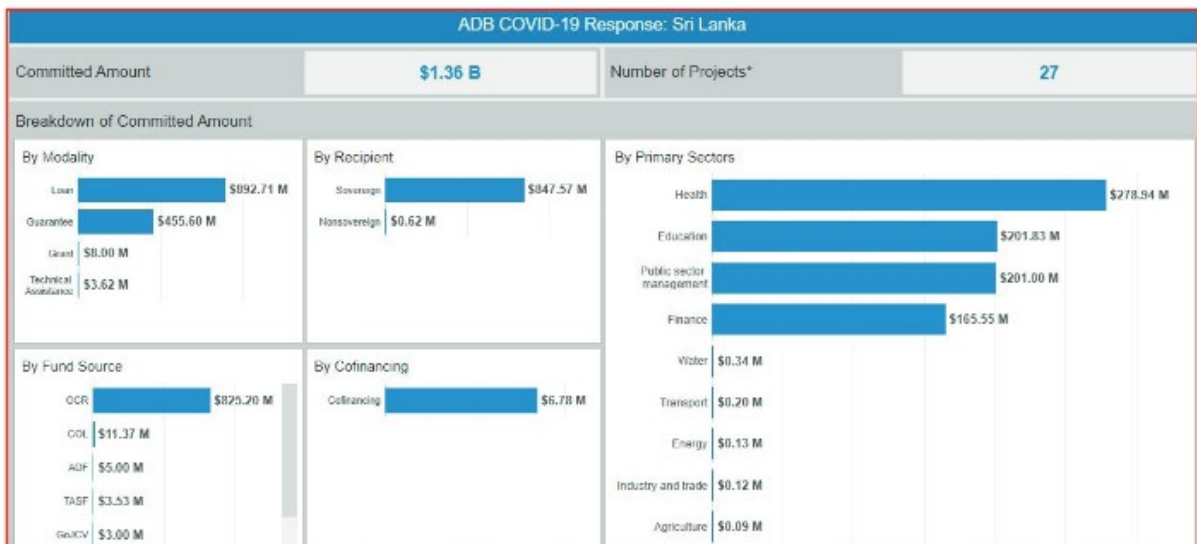 ADB COVID-19 Response: Sri Lanka
Committed Amount
$1.36 B
Number of Projects*
27
Breakdown of Committed Amount
By Modality
Loan $892.71 M
Guarantee $455.60 M
Grant $8.00 M
Technical
Assistance $3.62 M
By Recipient
Sovereign $847.57 M
Nonsovereign $0.62 M
By Primary Sectors
Health $278.94 M
Education $201.83 M
Public sector
management $201.00 M
Finance $165.55 M
Water $0.34 M
Transport $0.20 M
Energy $0.13 M
Industry and trade $0.12 M
Agriculture $0.09 M
By Fund Source
OCR $825.20 M
COL $11.37 M
ADF $5.00 M
TASF $3.53 M
GoJCV $3.00 M
By Cofinancing
Cofinancing $6.78 M